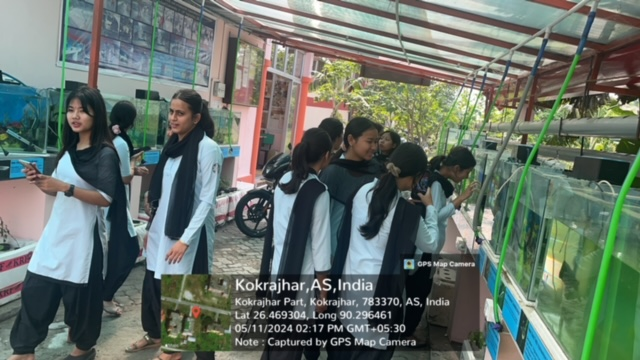 GPS Map Camera
Kokrajhar,AS,India
Kokrajhar Part, Kokrajhar, 783370, AS, India
Lat 26.469304, Long 90.296461
05/11/2024 02:17 PM GMT+05:30
Note : Captured by GPS Map Camera